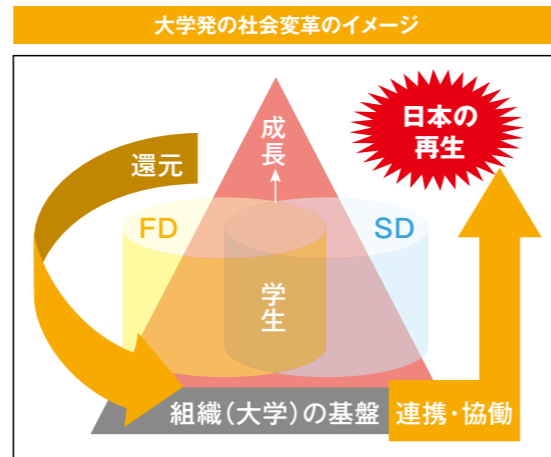 大学発の社会変革のイメージ
日本の
再生
成長
還元
FD
SD
学生
組織(大学)の基盤
連携・協働